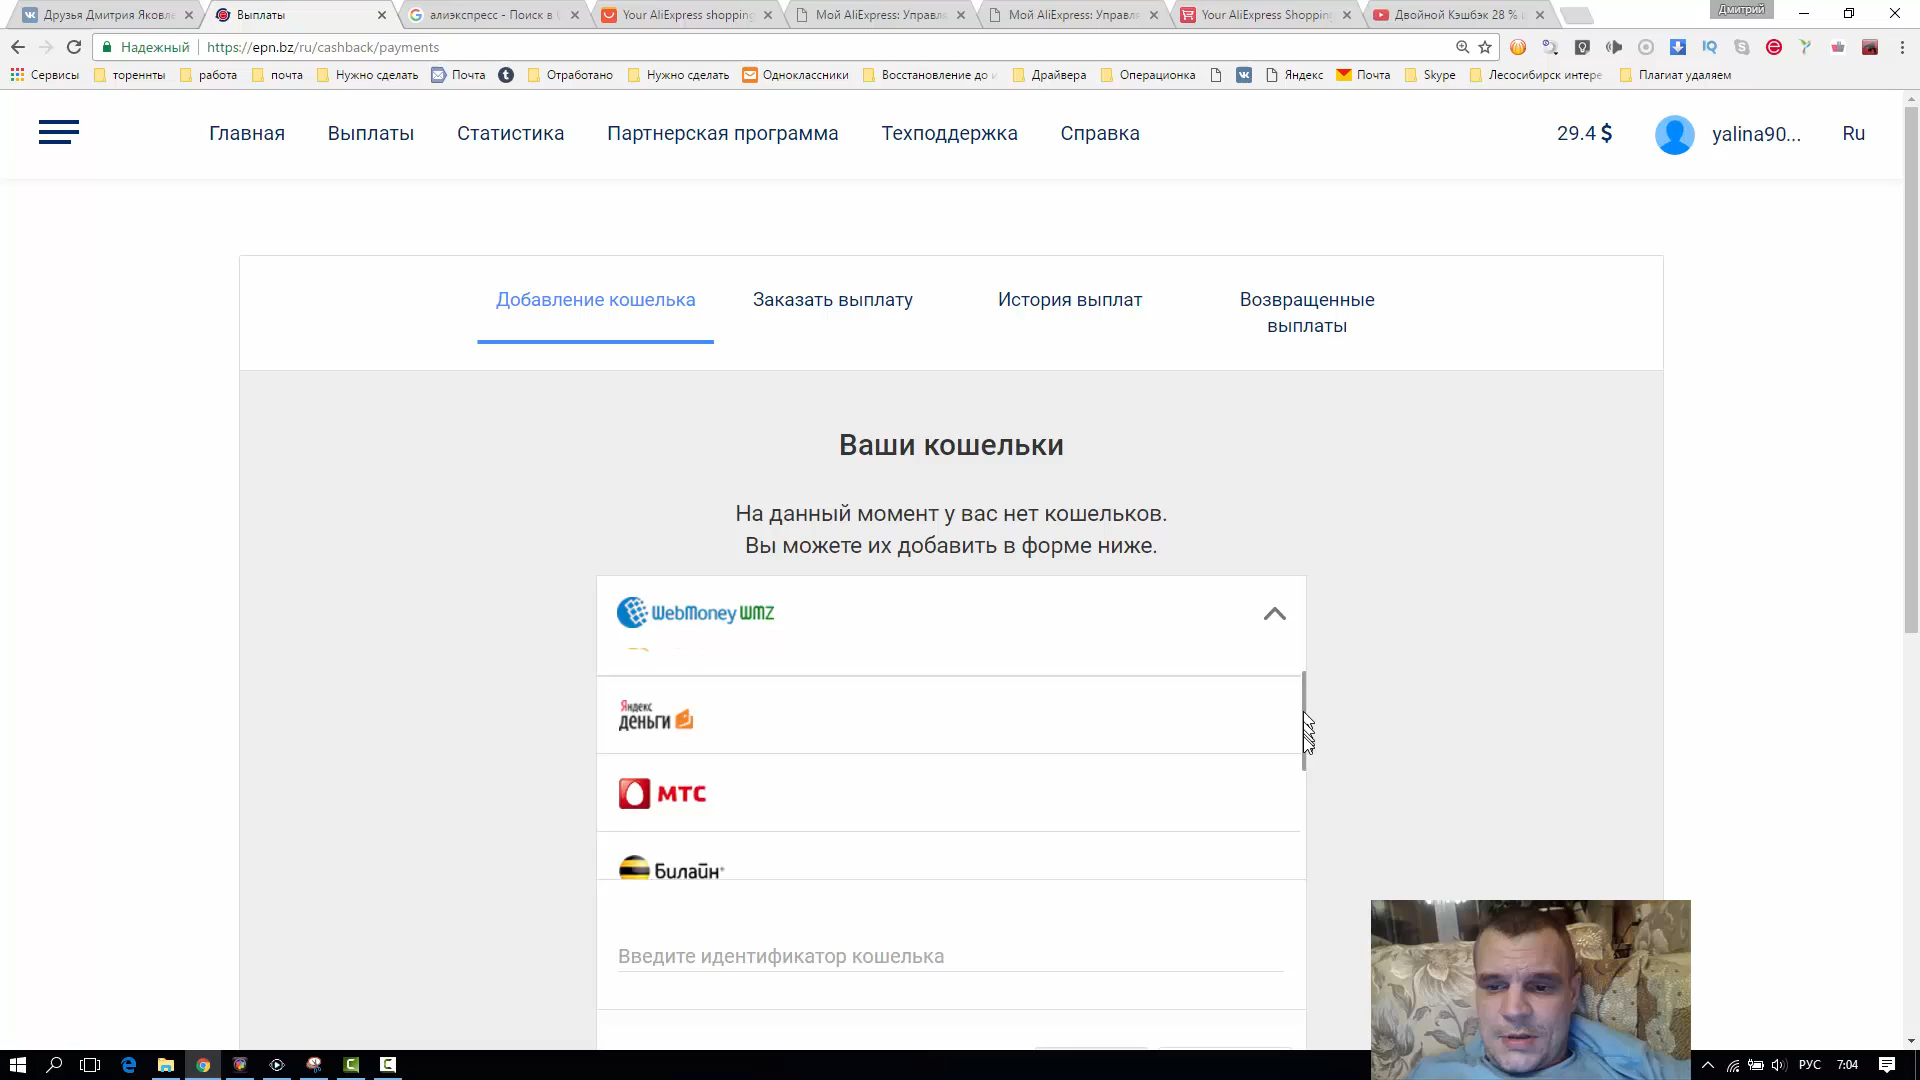 Друзья Дмитрия Яковле
Выплаты
алиэкспресс - Поиск в
Your AliExpress shopping
Мой AliExpress: Управл
Мой AliExpress: Управл
Your AliExpress Shopping
Двойной Кэшбэк 28 %
Дмитрий
Надежный
https://epn.bz/ru/cashback/payments
Сервисы
тореннты
работа
почта
Нужно сделать
Почта
Отработано
Нужно сделать
Одноклассники
Восстановление до
Драйвера
Операционка
Яндекс
Почта
Skype
Лесосибирск интере
Плагиат удаляем
Главная
Выплаты
Статистика
Партнерская программа
Техподдержка
Справка
29.4 $
yalina90...
Ru
Добавление кошелька
Заказать выплату
История выплат
Возвращенные
выплаты
Ваши кошельки
На данный момент у вас нет кошельков.
Вы можете их добавить в форме ниже.
WebMoney WMZ
Яндекс
деньги
МТС
Билайн
Введите идентификатор кошелька
РУС
7:04